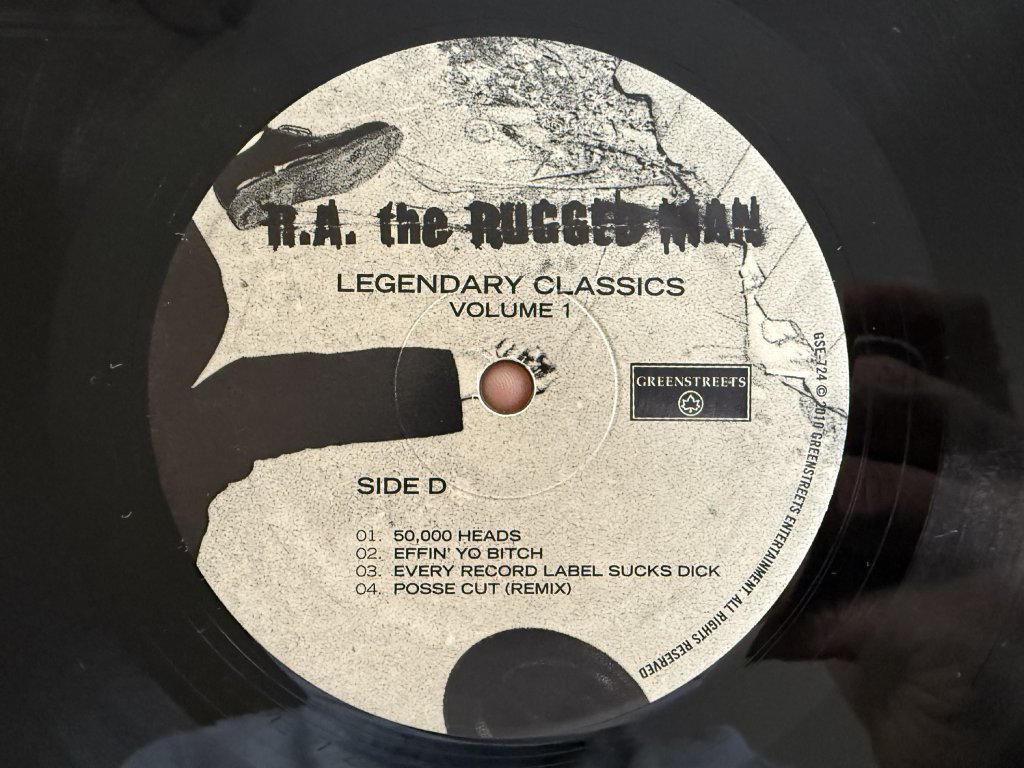 R.A. the RUGGED MAN
LEGENDARY CLASSICS
VOLUME 1
GREENSTREETS
GSE-724 © 2010 GREENSTREETS ENTERTAINMENT ALL RIGHTS RESERVED
SIDE D
01. 50,000 HEADS
02. EFFIN' YO BITCH
03. EVERY RECORD LABEL SUCKS DICK
04. POSSE CUT (REMIX)